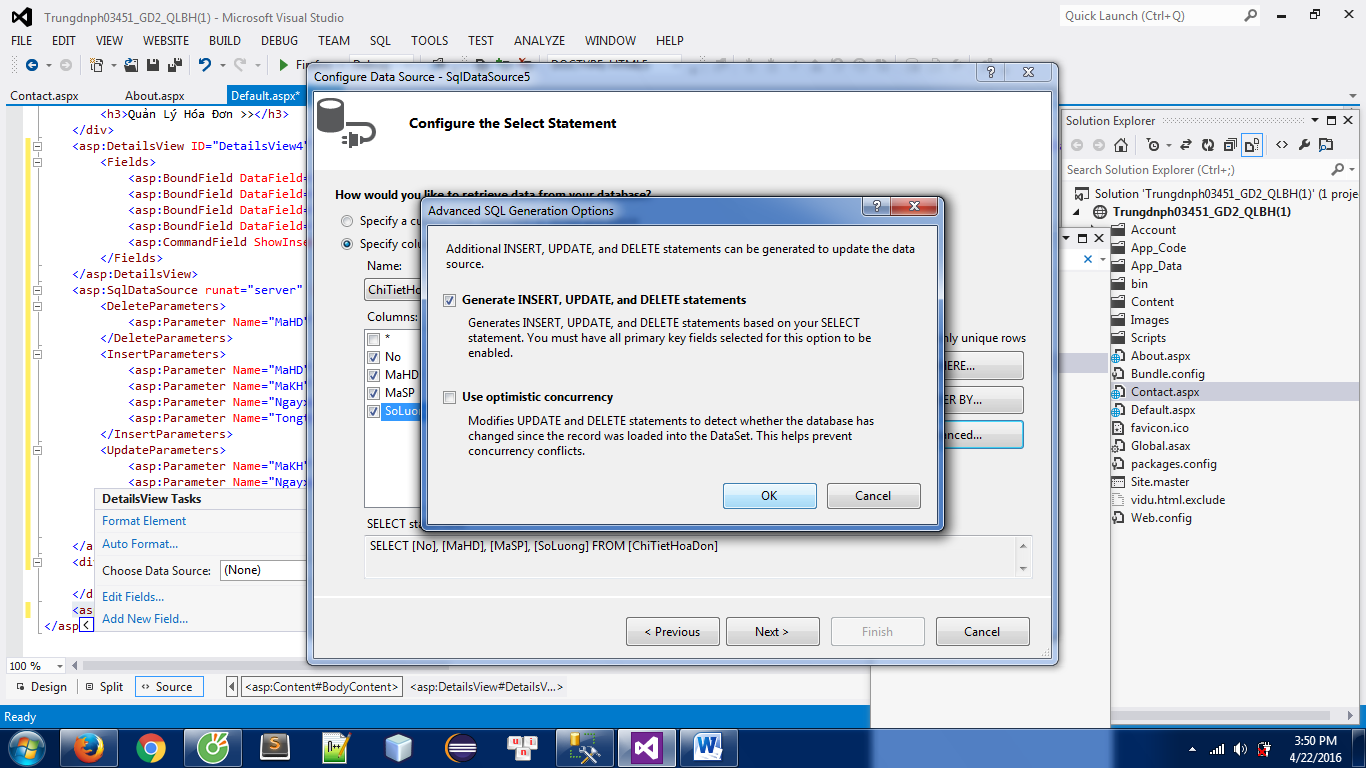 Trungdnph03451_GD2_QLBH(1) - Microsoft Visual Studio
Quick Launch (Ctrl+Q)
FILE EDIT VIEW WEBSITE BUILD DEBUG TEAM SQL TOOLS TEST ANALYZE WINDOW HELP
Contact.aspx About.aspx Default.aspx*
<h3>Quản Lý Hóa Đơn >></h3>
</div>
<asp:DetailsView ID="DetailsView4"
<Fields>
<asp:BoundField DataField=
<asp:BoundField DataField=
<asp:BoundField DataField=
<asp:BoundField DataField=
<asp:CommandField ShowInse
</Fields>
</asp:DetailsView>
<asp:SqlDataSource runat="server"
<DeleteParameters>
<asp:Parameter Name="MaHD"
</DeleteParameters>
<InsertParameters>
<asp:Parameter Name="MaHD"
<asp:Parameter Name="MaKH"
<asp:Parameter Name="Ngay
<asp:Parameter Name="Tongt
</InsertParameters>
<UpdateParameters>
<asp:Parameter Name="MaKH"
<asp:Parameter Name="Ngay
DetailsView Tasks
Format Element
Auto Format...
Choose Data Source: (None)
Edit Fields...
Add New Field...
</a
<div
</d
<as
</asp <
100 %
Design Split Source <asp:Content#BodyContent> <asp:DetailsView#DetailsV...>
Ready
Configure Data Source - SqlDataSource5
Configure the Select Statement
How would you like to retrieve data from your database?
Specify a cu
Specify colu
Name:
ChiTietHo
Columns:
*
No
MaHD
MaSP
SoLuon
nly unique rows
ERE...
ER BY...
nced...
SELECT st
SELECT [No], [MaHD], [MaSP], [SoLuong] FROM [ChiTietHoaDon]
< Previous Next > Finish Cancel
Advanced SQL Generation Options
Additional INSERT, UPDATE, and DELETE statements can be generated to update the data
source.
Generate INSERT, UPDATE, and DELETE statements
Generates INSERT, UPDATE, and DELETE statements based on your SELECT
statement. You must have all primary key fields selected for this option to be
enabled.
Use optimistic concurrency
Modifies UPDATE and DELETE statements to detect whether the database has
changed since the record was loaded into the DataSet. This helps prevent
concurrency conflicts.
OK Cancel
Solution Explorer
Search Solution Explorer (Ctrl+;)
Solution 'Trungdnph03451_GD2_QLBH(1)' (1 proje
Trungdnph03451_GD2_QLBH(1)
Account
App_Code
App_Data
bin
Content
Images
Scripts
About.aspx
Bundle.config
Contact.aspx
Default.aspx
favicon.ico
Global.asax
packages.config
Site.master
vidu.html.exclude
Web.config
3:50 PM
4/22/2016